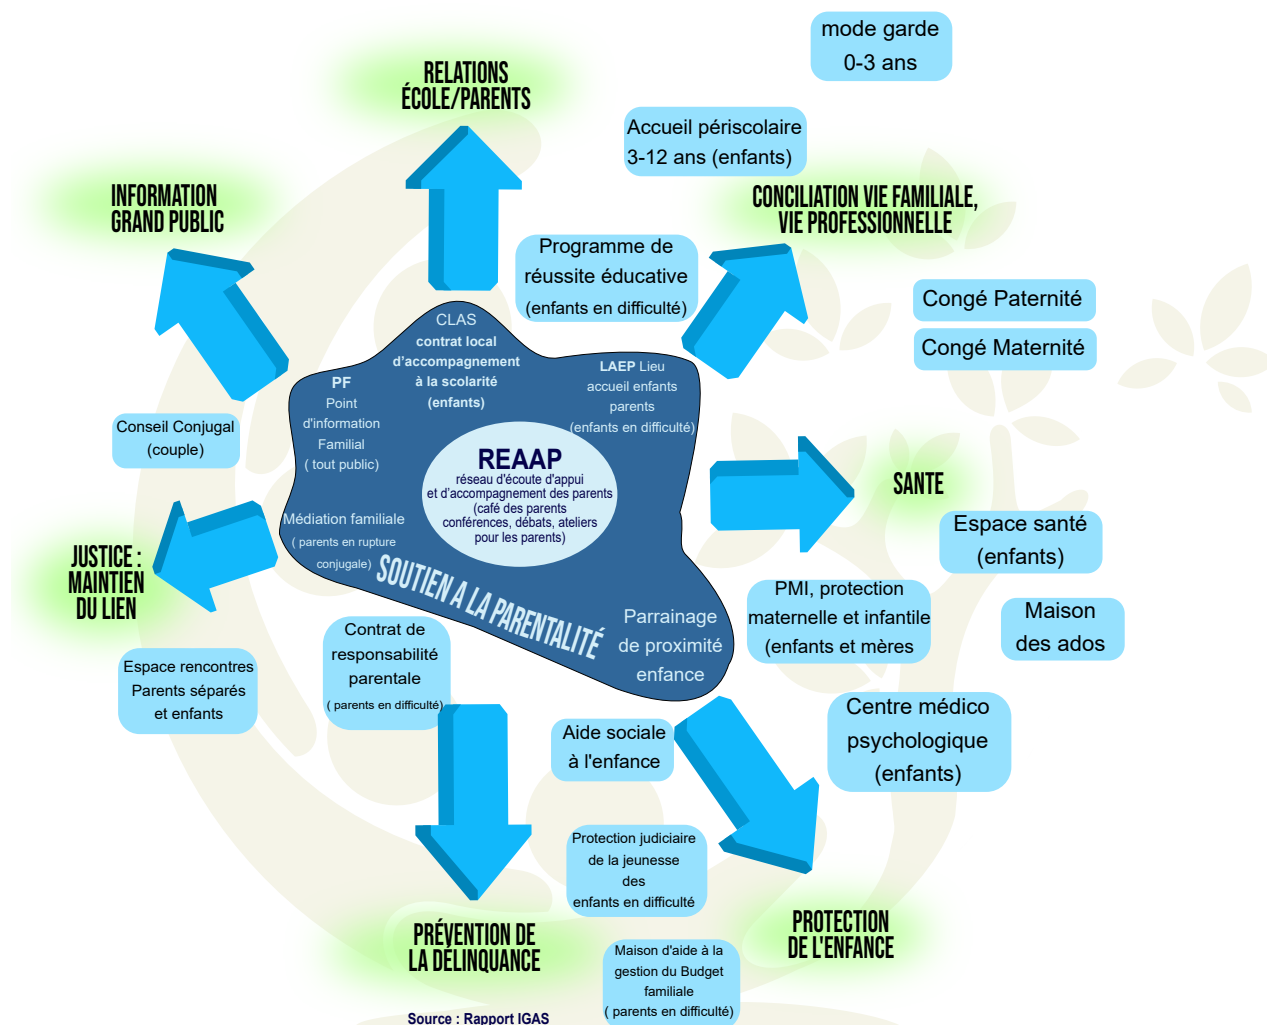 mode garde
0-3 ans
RELATIONS
ÉCOLE/PARENTS
Accueil périscolaire
3-12 ans (enfants)
INFORMATION
GRAND PUBLIC
CONCILIATION VIE FAMILIALE,
VIE PROFESSIONNELLE
Programme de
réussite éducative
(enfants en difficulté)
Congé Paternité
Congé Maternité
CLAS
contrat local
d'accompagnement
à la scolarité
(enfants)
LAEP Lieu
accueil enfants
parents
(enfants en difficulté)
PF
Point
d'information
Familial
( tout public)
Conseil Conjugal
(couple)
REAAP
réseau d'écoute d'appui
et d'accompagnement des parents
(café des parents
conférences, débats, ateliers
pour les parents)
SANTE
Médiation familiale
( parents en rupture
conjugale)
Espace santé
(enfants)
JUSTICE :
MAINTIEN
DU LIEN
SOUTIEN A LA PARENTALITÉ
Parrainage
de proximité
enfance
PMI, protection
maternelle et infantile
(enfants et mères
Maison
des ados
Contrat de
responsabilité
parentale
( parents en difficulté)
Espace rencontres
Parents séparés
et enfants
Centre médico
psychologique
(enfants)
Aide sociale
à l'enfance
Protection judiciaire
de la jeunesse
des
enfants en difficulté
PROTECTION
DE L'ENFANCE
PRÉVENTION DE
LA DÉLINQUANCE
Maison d'aide à la
gestion du Budget
familiale
( parents en difficulté)
Source : Rapport IGAS